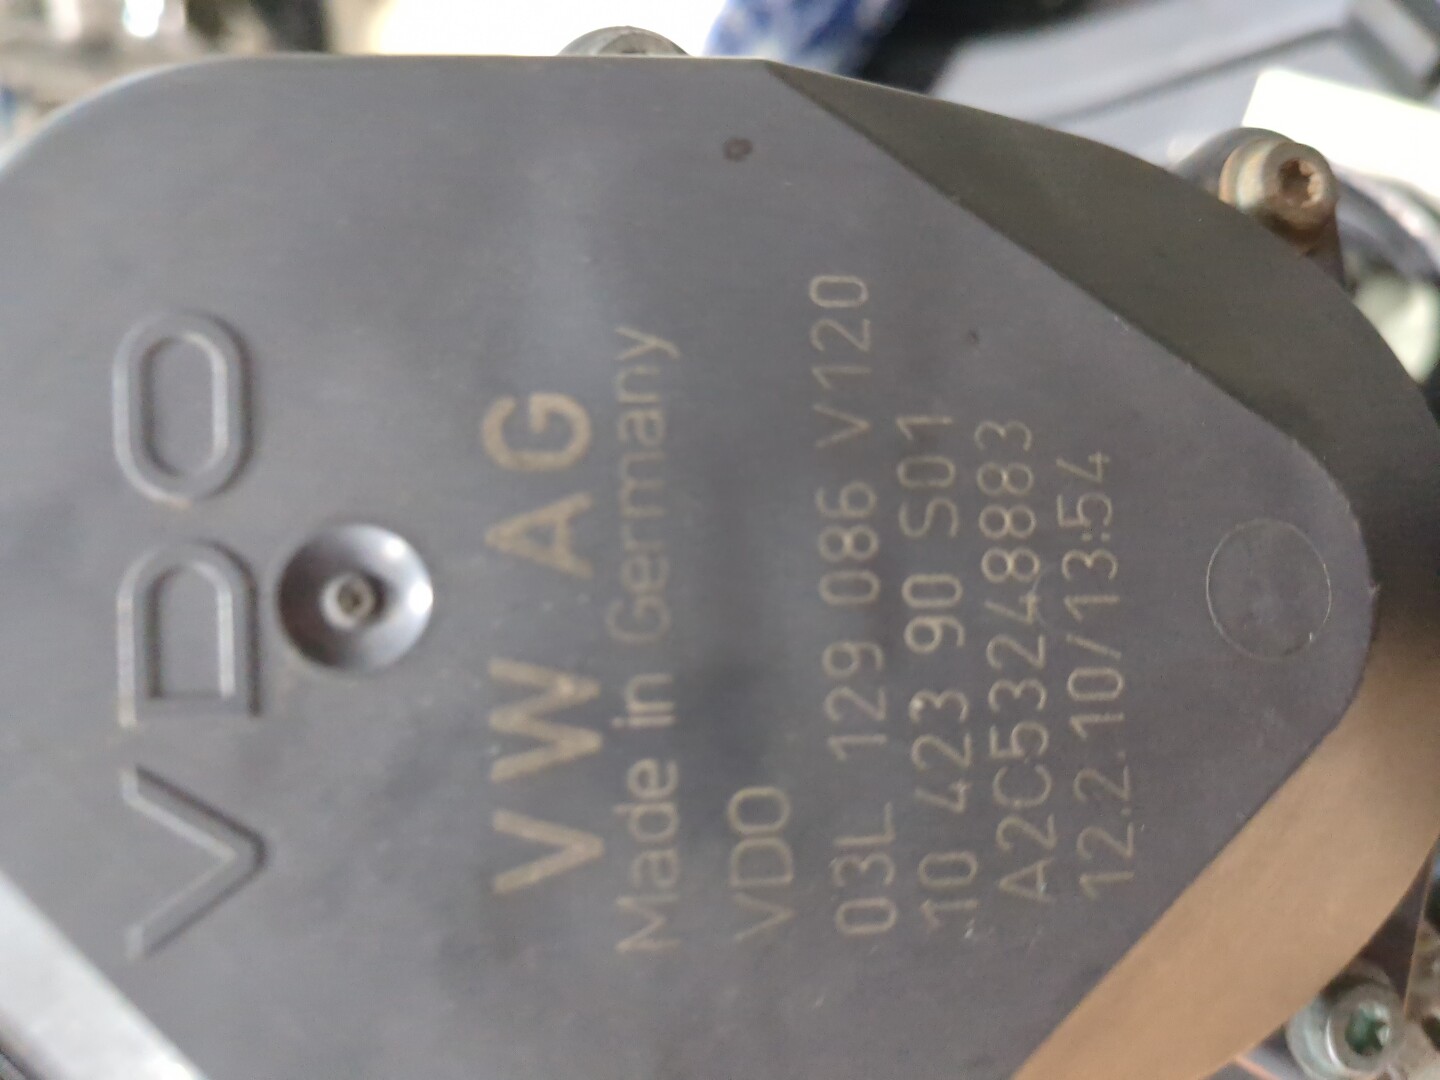 VDO
VW AG
Made in Germany
VDO
03L 129 086 V120
10 423 90 S01
A2C53248883
12.2.10/13:54